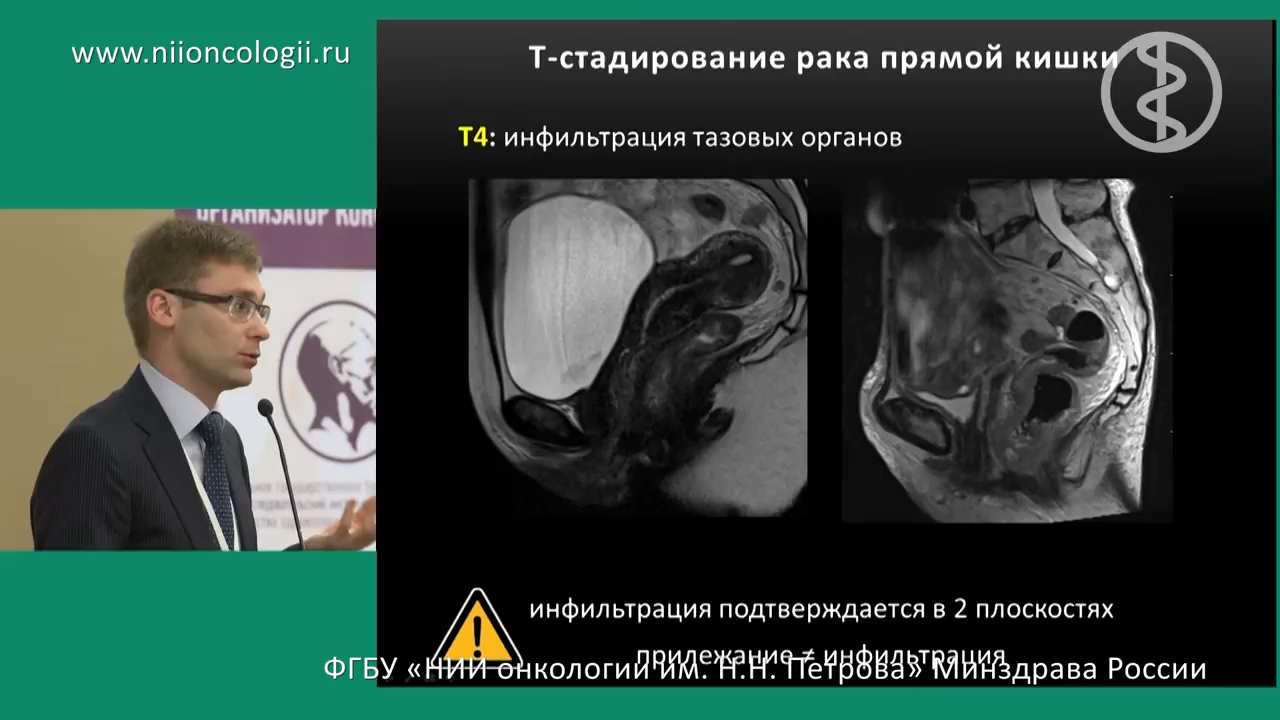 www.niioncologii.ru
Т-стадирование рака прямой кишки
Т4: инфильтрация тазовых органов
ОРГАНИЗАТОР КОН
инфильтрация подтверждается в 2 плоскостях
прилежание ≠ инфильтрация
ФГБУ «НИИ онкологии им. Н.Н. Петрова» Минздрава России